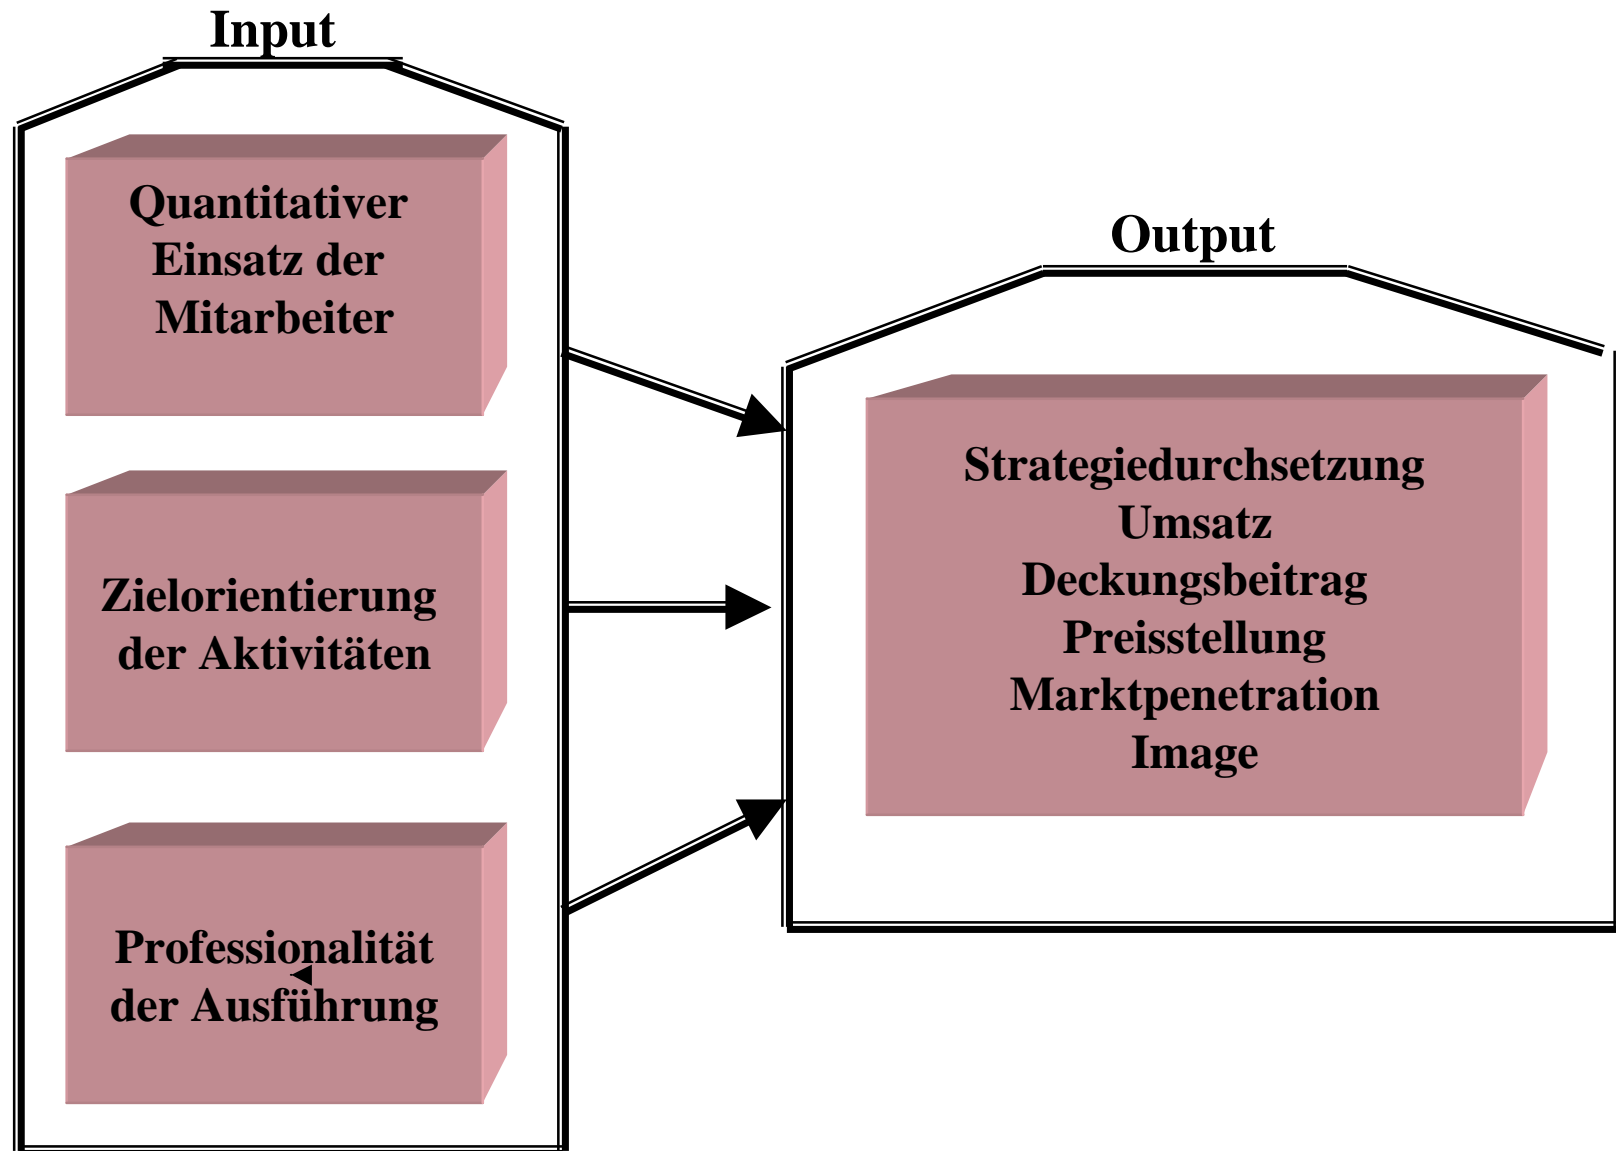 Input
Quantitativer
Einsatz der
Mitarbeiter
Zielorientierung
der Aktivitäten
Professionalität
der Ausführung
Output
Strategiedurchsetzung
Umsatz
Deckungsbeitrag
Preisstellung
Marktpenetration
Image